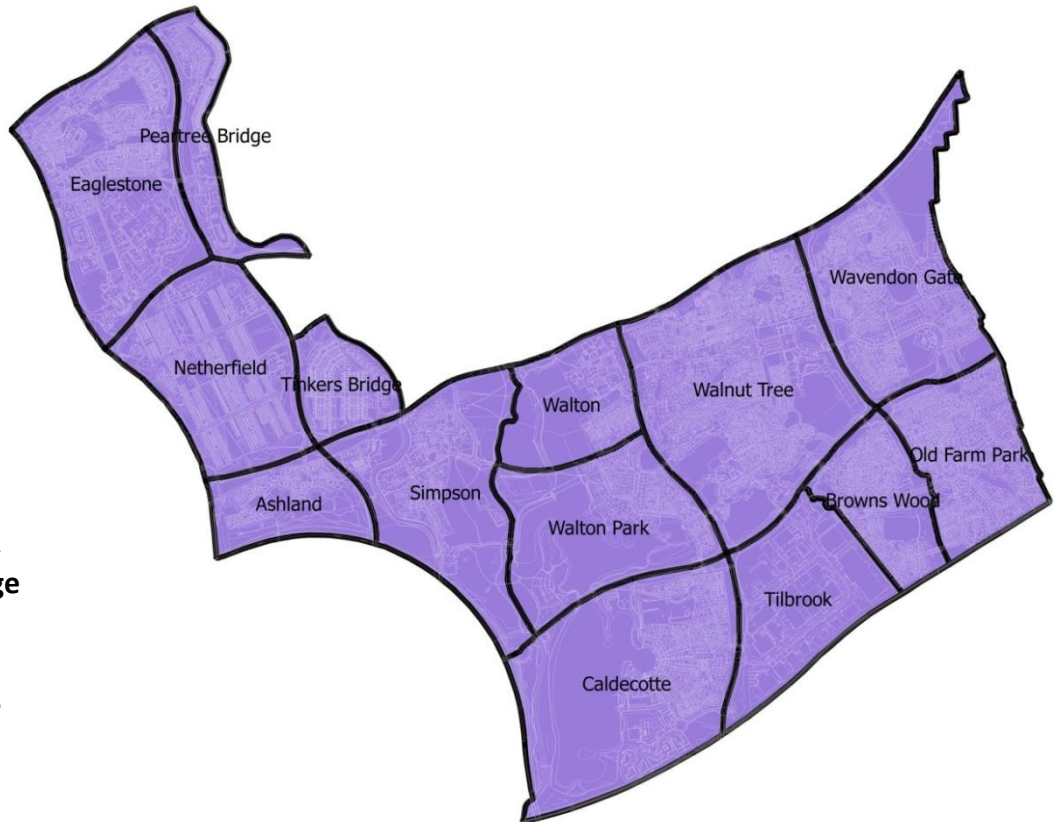 Peartree Bridge
Eaglestone
Wavendon Gate
Netherfield
Tinkers Bridge
Walnut Tree
Walton
Old Farm Park
Simpson
Browns Wood
Ashland
Walton Park
ge
Tilbrook
Caldecotte